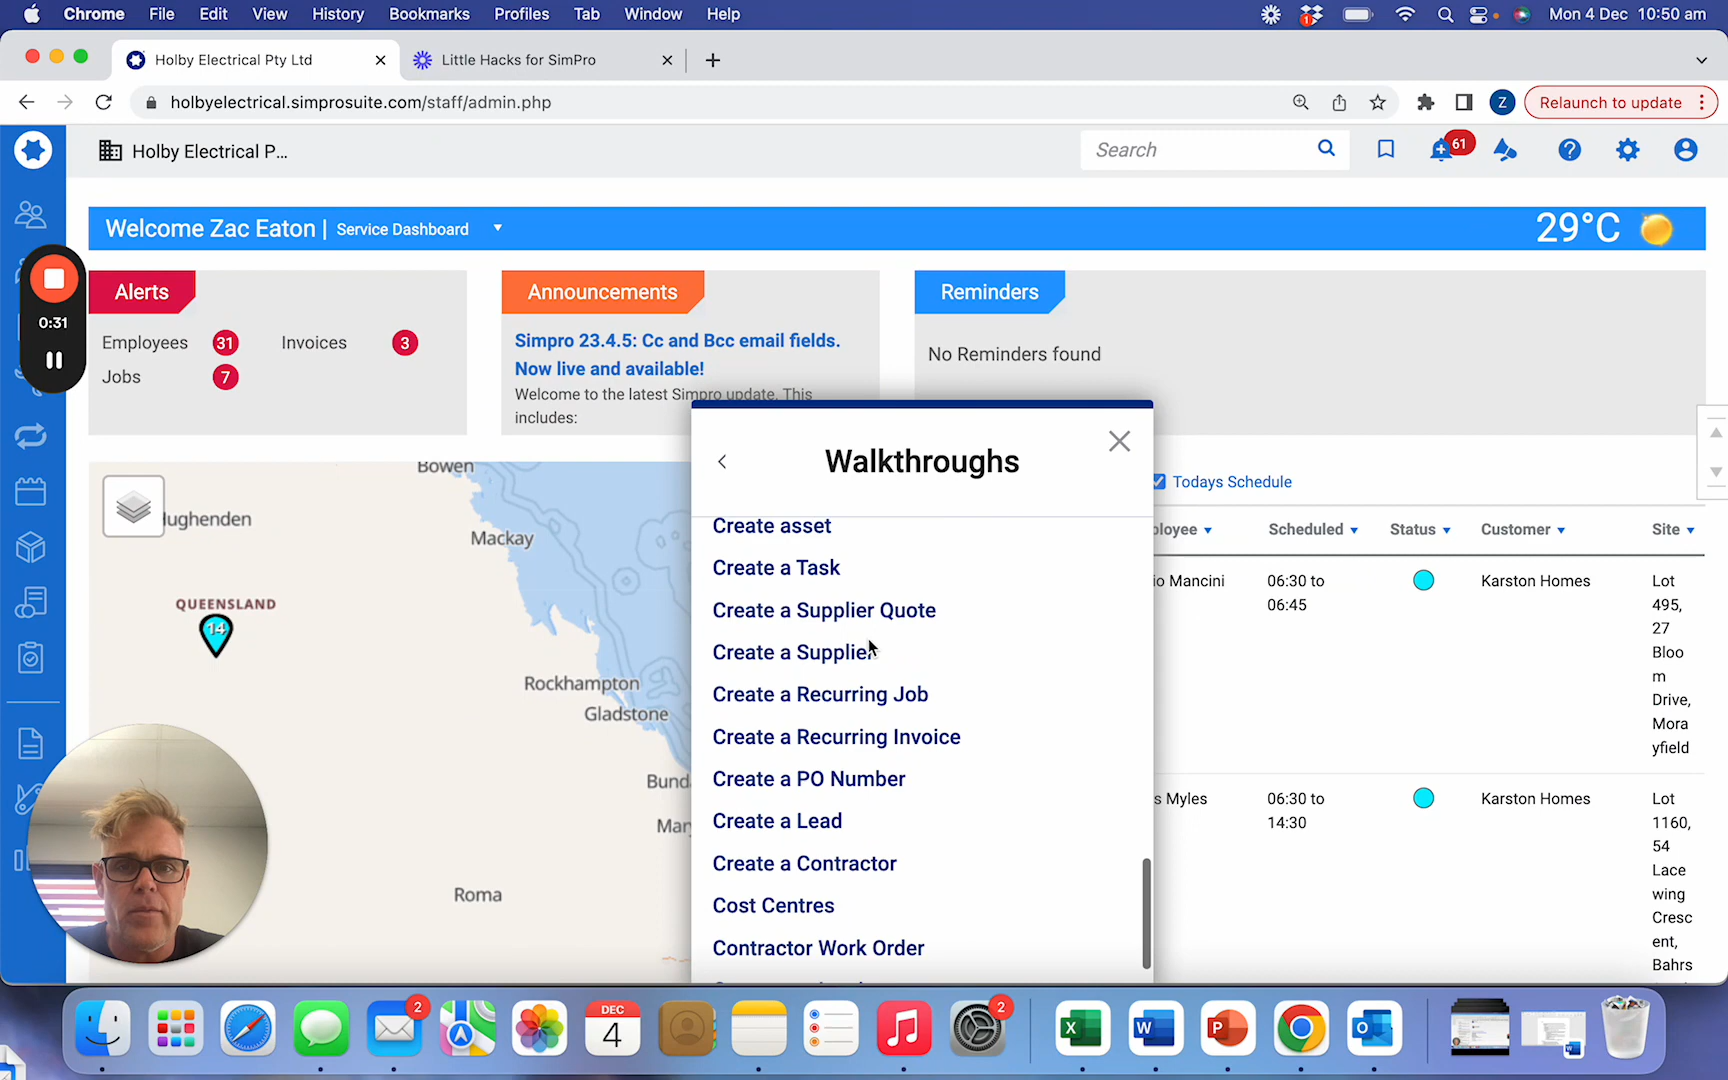 Chrome File Edit View History Bookmarks Profiles Tab Window Help
1
Mon 4 Dec 10:50 am
Holby Electrical Pty Ltd
Little Hacks for SimPro
holbyelectrical.simprosuite.com/staff/admin.php
Z
Relaunch to update
Holby Electrical P...
Search
61
Welcome Zac Eaton | Service Dashboard
29°C
Alerts
Employees 31 Invoices 3
Jobs 7
Announcements
Simpro 23.4.5: Cc and Bcc email fields.
Now live and available!
Welcome to the latest Simpro update. This
includes:
Reminders
No Reminders found
0:31
Bowen
Hughenden
Mackay
QUEENSLAND
14
Rockhampton
Gladstone
Bund
Mar
Roma
Walkthroughs
Create asset
Create a Task
Create a Supplier Quote
Create a Supplier
Create a Recurring Job
Create a Recurring Invoice
Create a PO Number
Create a Lead
Create a Contractor
Cost Centres
Contractor Work Order
Todays Schedule
ployee Scheduled Status Customer Site
io Mancini
06:30 to
06:45
Karston Homes
Lot
495,
27
Bloo
m
Drive,
Mora
yfield
s Myles
06:30 to
14:30
Karston Homes
Lot
1160,
54
Lace
wing
Cresc
ent,
Bahrs
2
DEC
4
2
X
W
P
O